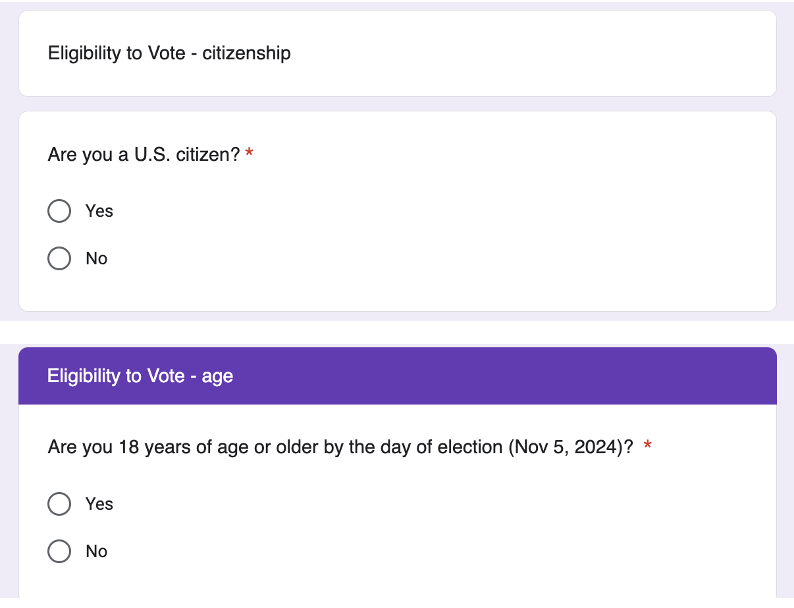 Eligibility to Vote - citizenship
Are you a U.S. citizen? *
Yes
No
Eligibility to Vote - age
Are you 18 years of age or older by the day of election (Nov 5, 2024)? *
Yes
No